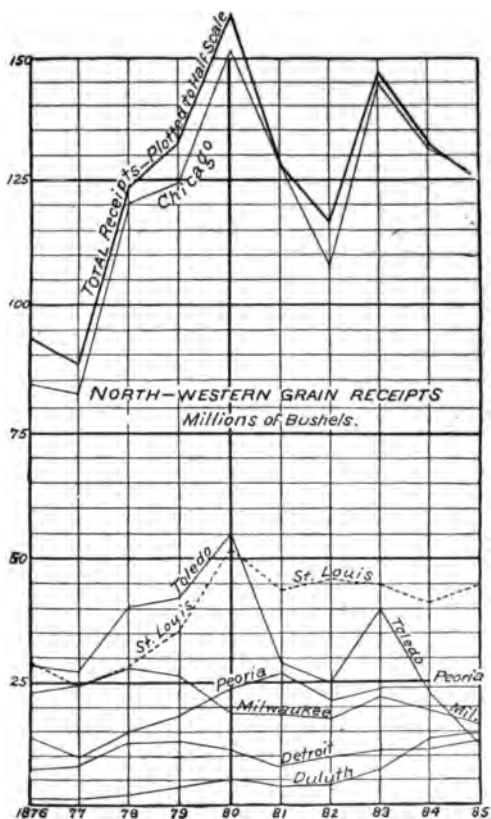 150
TOTAL RECEIPTS–Plotted to Half Scale
Chicago
125
100
NORTH–WESTERN GRAIN RECEIPTS
Millions of Bushels.
75
50
Toledo
St. Louis
St. Louis
Toledo
25
Peoria
Peoria
Milwaukee
Mil.
Detroit
Duluth
1876 77 78 79 80 81 82 83 84 85